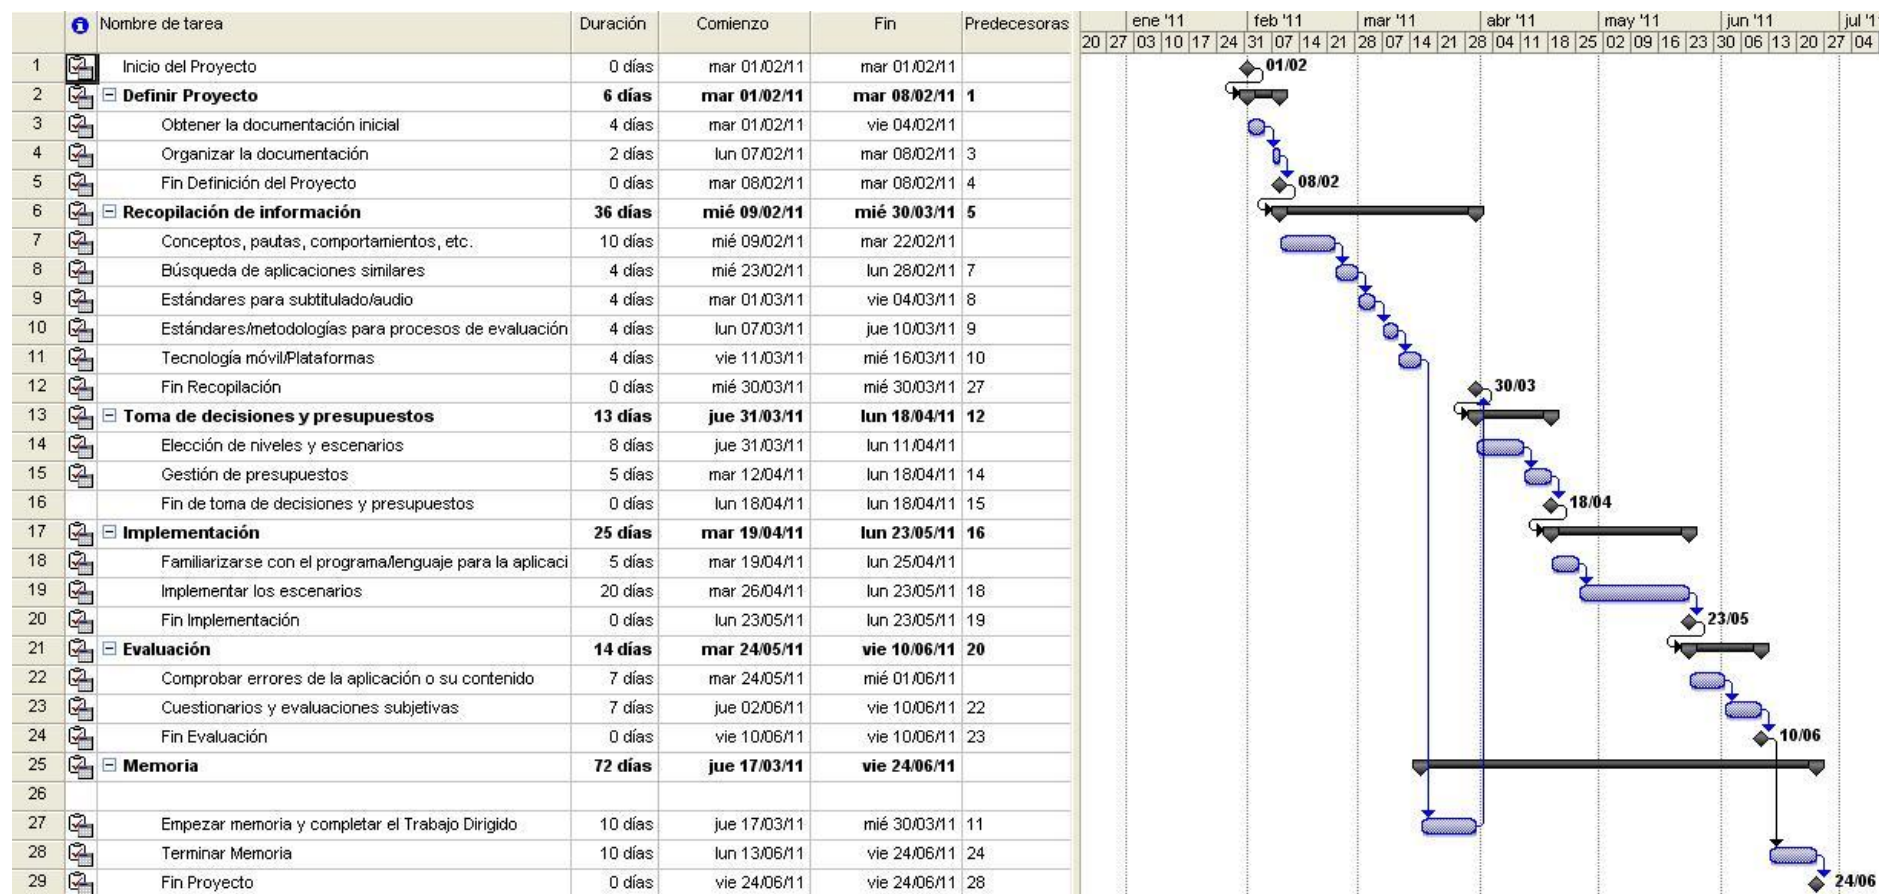 Nombre de tarea Duración Comienzo Fin Predecesoras ene '11 feb '11 mar '11 abr '11 may '11 jun '11 jul '1
20 27 03 10 17 24 31 07 14 21 28 07 14 21 28 04 11 18 25 02 09 16 23 30 06 13 20 27 04
1 Inicio del Proyecto 0 días mar 01/02/11 mar 01/02/11 01/02
2 Definir Proyecto 6 días mar 01/02/11 mar 08/02/11 1
3 Obtener la documentación inicial 4 días mar 01/02/11 vie 04/02/11
4 Organizar la documentación 2 días lun 07/02/11 mar 08/02/11 3
5 Fin Definición del Proyecto 0 días mar 08/02/11 mar 08/02/11 4 08/02
6 Recopilación de información 36 días mié 09/02/11 mié 30/03/11 5
7 Conceptos, pautas, comportamientos, etc. 10 días mié 09/02/11 mar 22/02/11
8 Búsqueda de aplicaciones similares 4 días mié 23/02/11 lun 28/02/11 7
9 Estándares para subtitulado/audio 4 días mar 01/03/11 vie 04/03/11 8
10 Estándares/metodologías para procesos de evaluación 4 días lun 07/03/11 jue 10/03/11 9
11 Tecnología móvil/Plataformas 4 días vie 11/03/11 mié 16/03/11 10
12 Fin Recopilación 0 días mié 30/03/11 mié 30/03/11 27 30/03
13 Toma de decisiones y presupuestos 13 días jue 31/03/11 lun 18/04/11 12
14 Elección de niveles y escenarios 8 días jue 31/03/11 lun 11/04/11
15 Gestión de presupuestos 5 días mar 12/04/11 lun 18/04/11 14
16 Fin de toma de decisiones y presupuestos 0 días lun 18/04/11 lun 18/04/11 15 18/04
17 Implementación 25 días mar 19/04/11 lun 23/05/11 16
18 Familiarizarse con el programa/lenguaje para la aplicaci 5 días mar 19/04/11 lun 25/04/11
19 Implementar los escenarios 20 días mar 26/04/11 lun 23/05/11 18
20 Fin Implementación 0 días lun 23/05/11 lun 23/05/11 19 23/05
21 Evaluación 14 días mar 24/05/11 vie 10/06/11 20
22 Comprobar errores de la aplicación o su contenido 7 días mar 24/05/11 mié 01/06/11
23 Cuestionarios y evaluaciones subjetivas 7 días jue 02/06/11 vie 10/06/11 22
24 Fin Evaluación 0 días vie 10/06/11 vie 10/06/11 23 10/06
25 Memoria 72 días jue 17/03/11 vie 24/06/11
26
27 Empezar memoria y completar el Trabajo Dirigido 10 días jue 17/03/11 mié 30/03/11 11
28 Terminar Memoria 10 días lun 13/06/11 vie 24/06/11 24
29 Fin Proyecto 0 días vie 24/06/11 vie 24/06/11 28 24/06